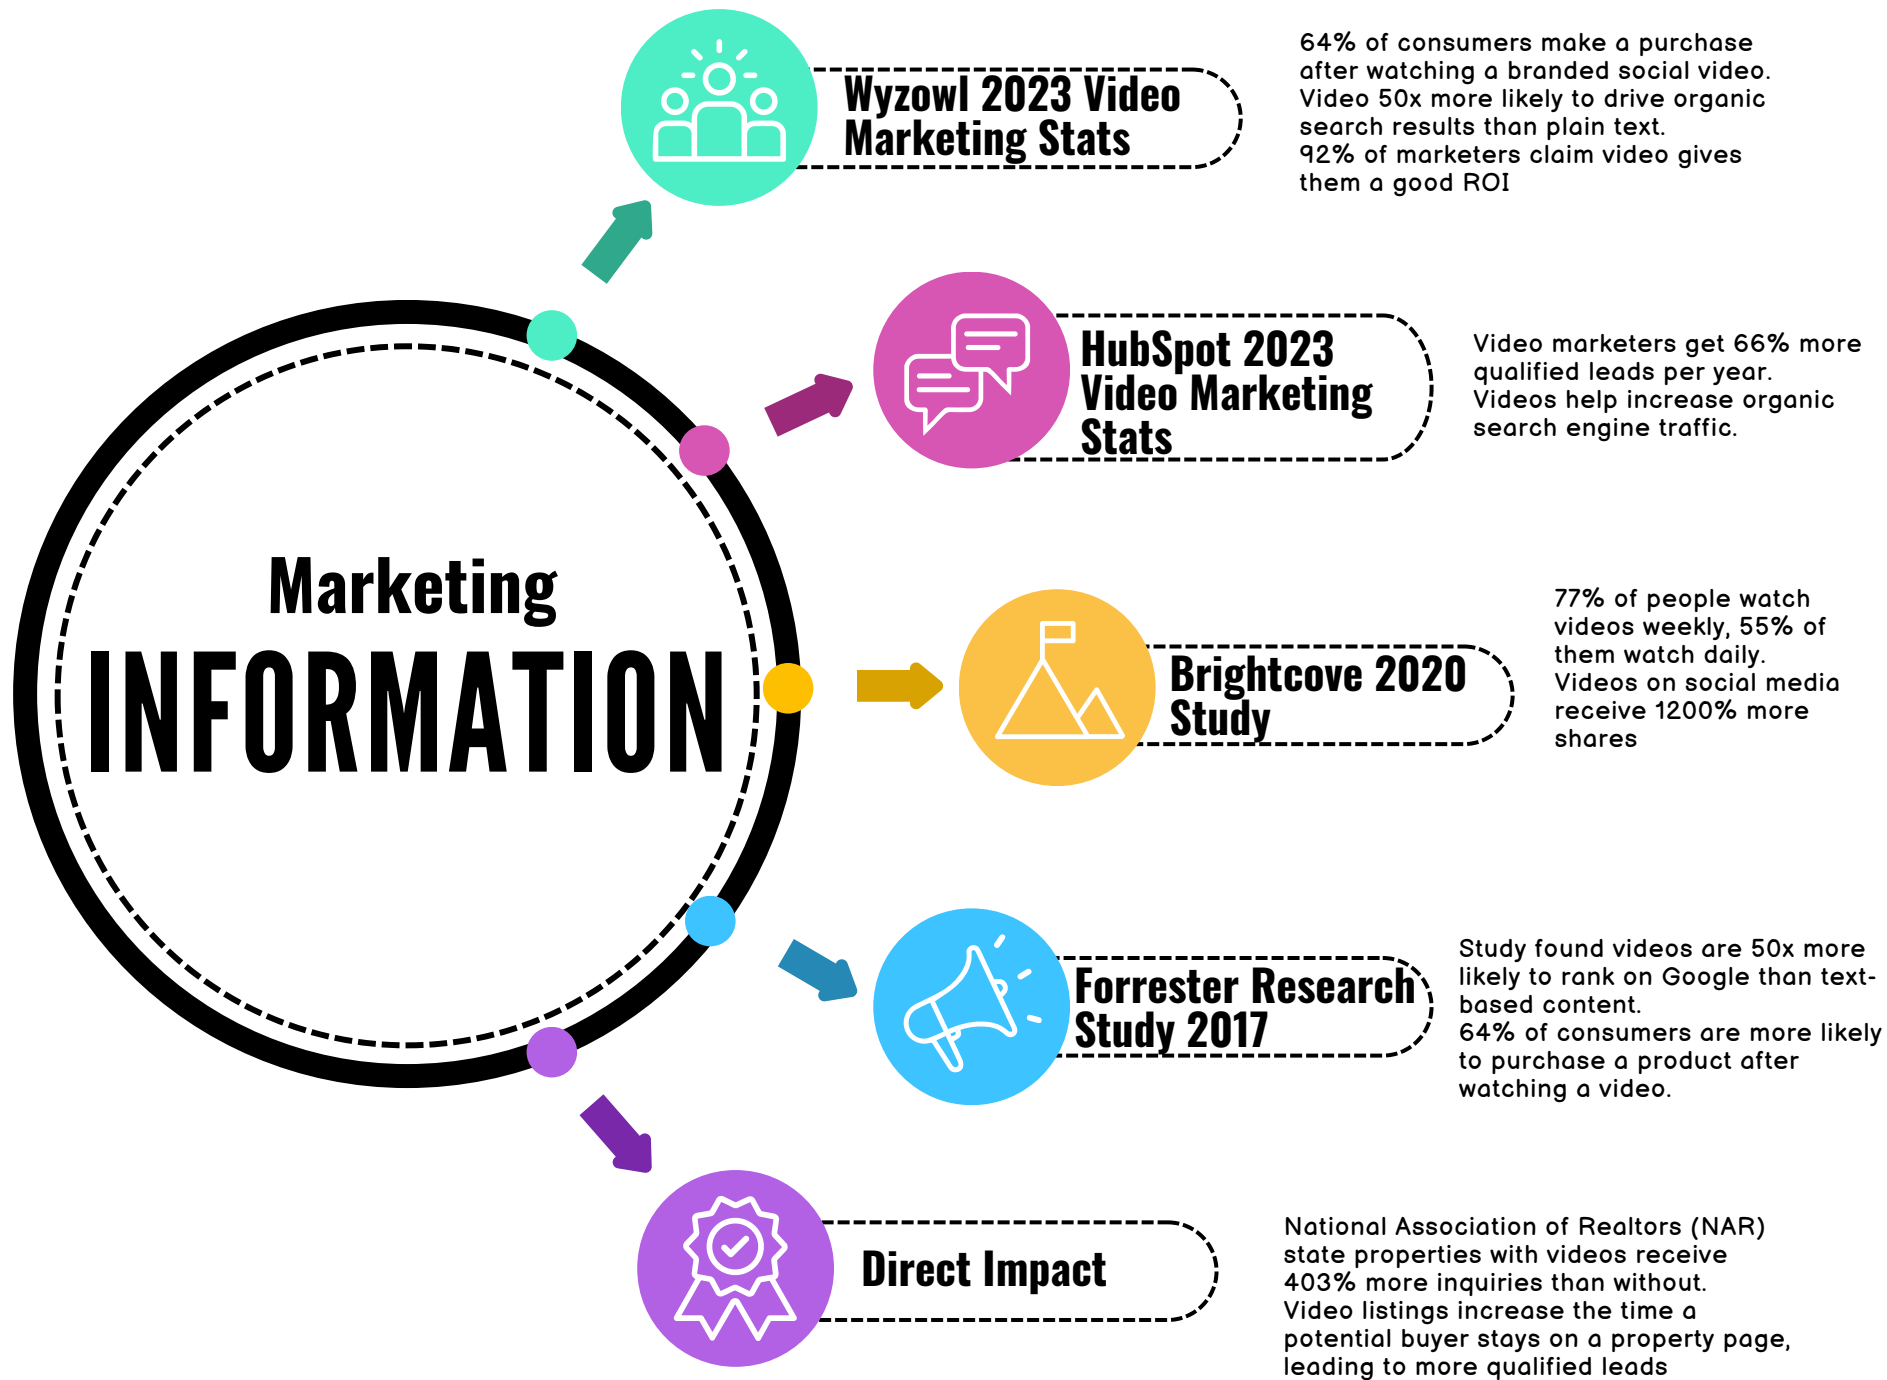 Marketing
INFORMATION
Wyzowl 2023 Video
Marketing Stats
64% of consumers make a purchase
after watching a branded social video.
Video 50x more likely to drive organic
search results than plain text.
92% of marketers claim video gives
them a good ROI
HubSpot 2023
Video Marketing
Stats
Video marketers get 66% more
qualified leads per year.
Videos help increase organic
search engine traffic.
Brightcove 2020
Study
77% of people watch
videos weekly, 55% of
them watch daily.
Videos on social media
receive 1200% more
shares
Forrester Research
Study 2017
Study found videos are 50x more
likely to rank on Google than text-
based content.
64% of consumers are more likely
to purchase a product after
watching a video.
Direct Impact
National Association of Realtors (NAR)
state properties with videos receive
403% more inquiries than without.
Video listings increase the time a
potential buyer stays on a property page,
leading to more qualified leads